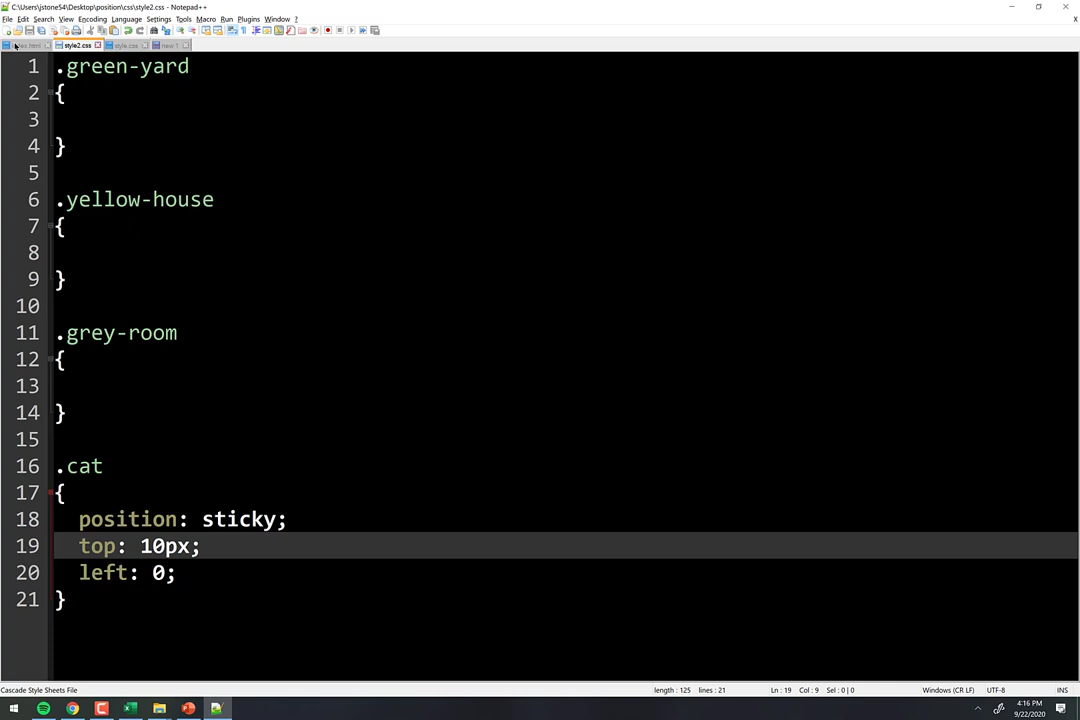 C:\Users\jstone54\Desktop\position\css\style2.css - Notepad++
File Edit Search View Encoding Language Settings Tools Macro Run Plugins Window ? X
style2.css style.css new 1
1 .green-yard
2 {
3
4 }
5
6 .yellow-house
7 {
8
9 }
10
11 .grey-room
12 {
13
14 }
15
16 .cat
17 {
18 position: sticky;
19 top: 10px;
20 left: 0;
21 }
Cascade Style Sheets File length : 125 lines : 21 Ln : 19 Col : 9 Sel : 0 | 0 Windows (CR LF) UTF-8 INS
4:16 PM
9/22/2020